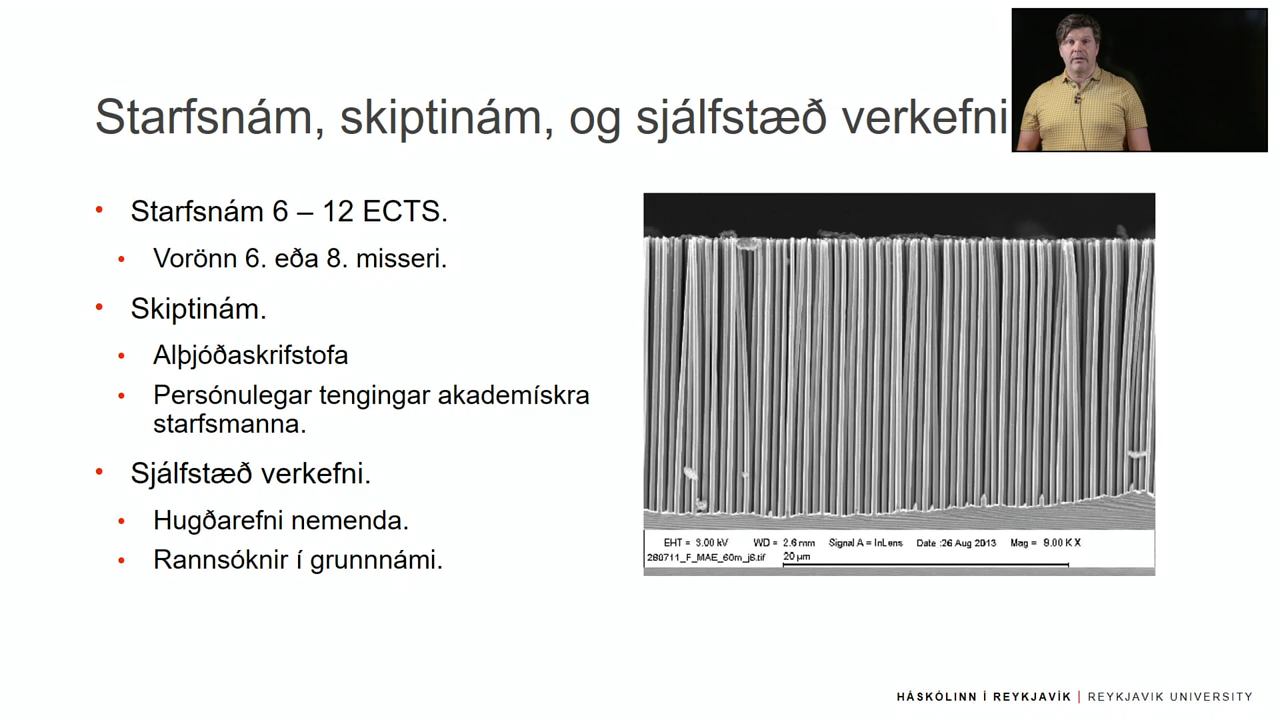 Starfsnám, skiptinám, og sjálfstæð verkefni
• Starfsnám 6 – 12 ECTS.
• Vorönn 6. eða 8. misseri.
• Skiptinám.
• Alþjóðaskrifstofa
• Persónulegar tengingar akademískra
starfsmanna.
• Sjálfstæð verkefni.
• Hugðarefni nemenda.
• Rannsóknir í grunnnámi.
EHT = 3.00 kV WD = 2.6 mm Signal A = InLens Date :26 Aug 2013 Mag = 9.00 K X
280711_F_MAE_60m_j6.tif 20 µm
HÁSKÓLINN Í REYKJAVÍK | REYKJAVIK UNIVERSITY